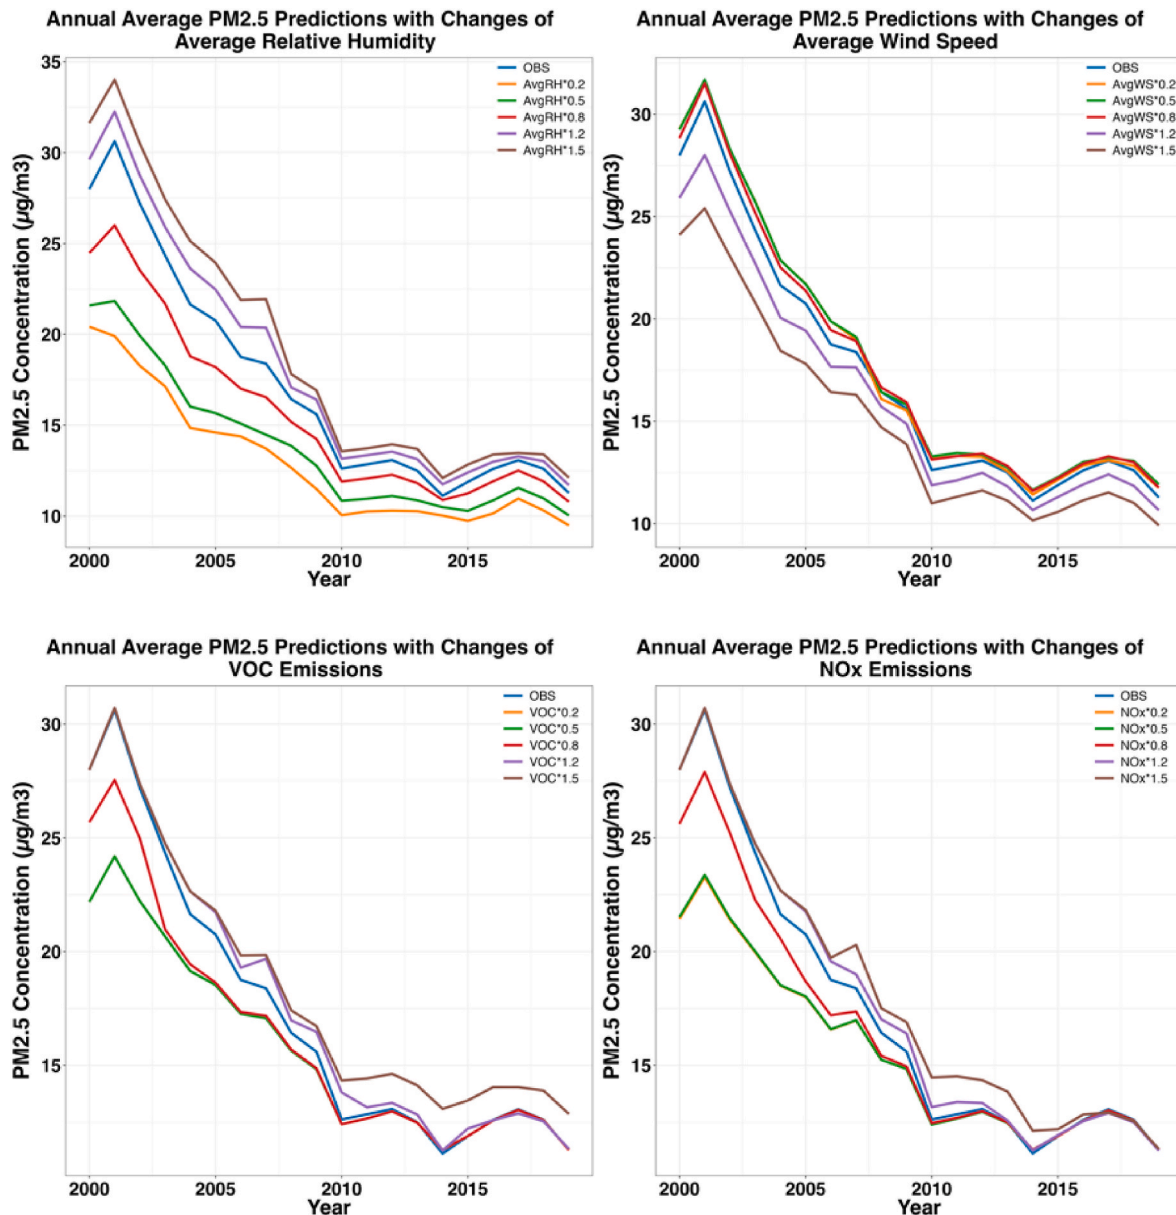 Annual Average PM2.5 Predictions with Changes of
Average Relative Humidity
PM2.5 Concentration (μg/m3)
35
30
25
20
15
10
OBS
AvgRH*0.2
AvgRH*0.5
AvgRH*0.8
AvgRH*1.2
AvgRH*1.5
2000
2005
2010
2015
Year
Annual Average PM2.5 Predictions with Changes of
Average Wind Speed
PM2.5 Concentration (μg/m3)
30
25
20
15
10
OBS
AvgWS*0.2
AvgWS*0.5
AvgWS*0.8
AvgWS*1.2
AvgWS*1.5
2000
2005
2010
2015
Year
Annual Average PM2.5 Predictions with Changes of
VOC Emissions
PM2.5 Concentration (μg/m3)
30
25
20
15
OBS
VOC*0.2
VOC*0.5
VOC*0.8
VOC*1.2
VOC*1.5
2000
2005
2010
2015
Year
Annual Average PM2.5 Predictions with Changes of
NOx Emissions
PM2.5 Concentration (μg/m3)
30
25
20
15
OBS
NOx*0.2
NOx*0.5
NOx*0.8
NOx*1.2
NOx*1.5
2000
2005
2010
2015
Year